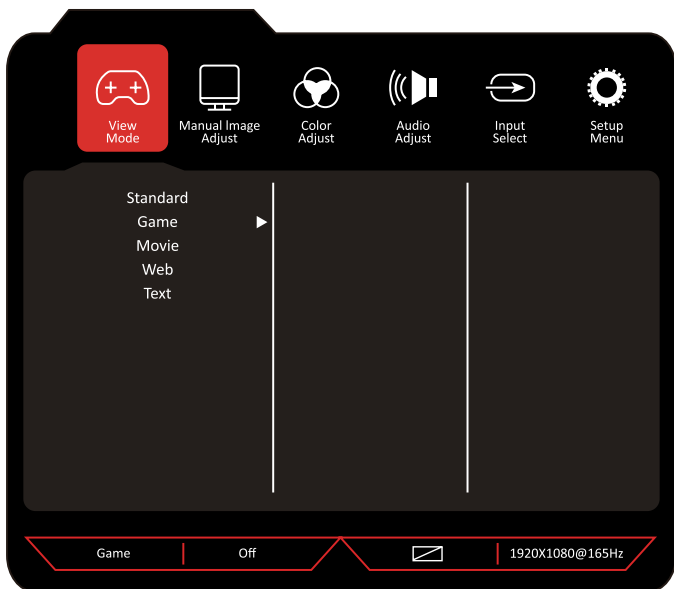 View
Mode
Manual Image
Adjust
Color
Adjust
Audio
Adjust
Input
Select
Setup
Menu
Standard
Game
Movie
Web
Text
Game
Off
1920X1080@165Hz